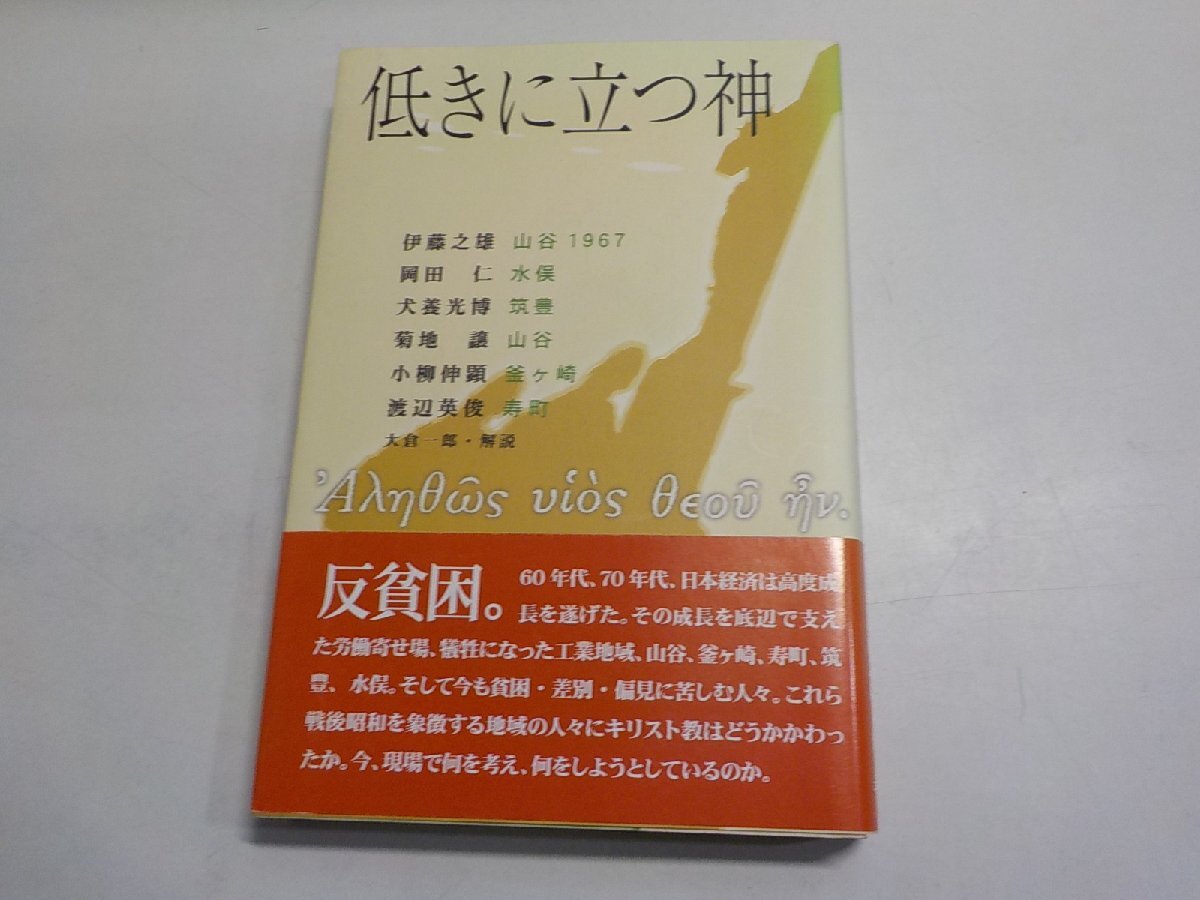 低きに立つ神
伊藤之雄 山谷 1967
岡田 仁 水俣
犬養光博 筑豊
菊地 譲 山谷
小柳伸顕 釜ヶ崎
渡辺英俊 寿町
大倉一郎・解説
Ἀληθῶς υἱὸς θεοῦ ἦν.
反貧困。
60年代、70年代、日本経済は高度成
長を遂げた。その成長を底辺で支え
た労働寄せ場、犠牲になった工業地域、山谷、釜ヶ崎、寿町、筑
豊、水俣。そして今も貧困・差別・偏見に苦しむ人々。これら
戦後昭和を象徴する地域の人々にキリスト教はどうかかわっ
たか。今、現場で何を考え、何をしようとしているのか。